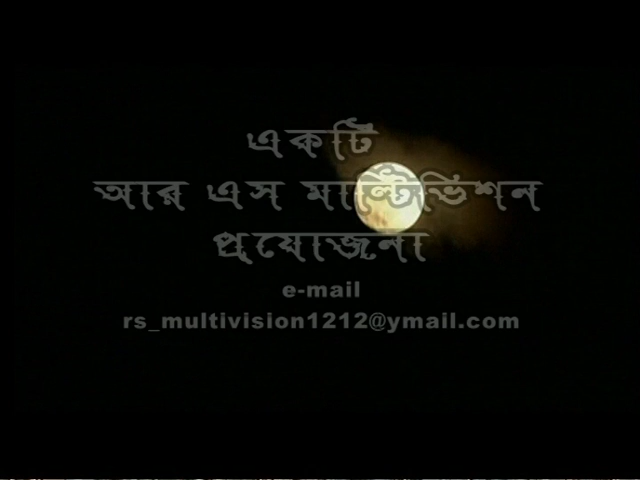 একটি
আর এস মাল্টিভিশন
প্রযোজনা
e-mail
rs_multivision1212@ymail.com